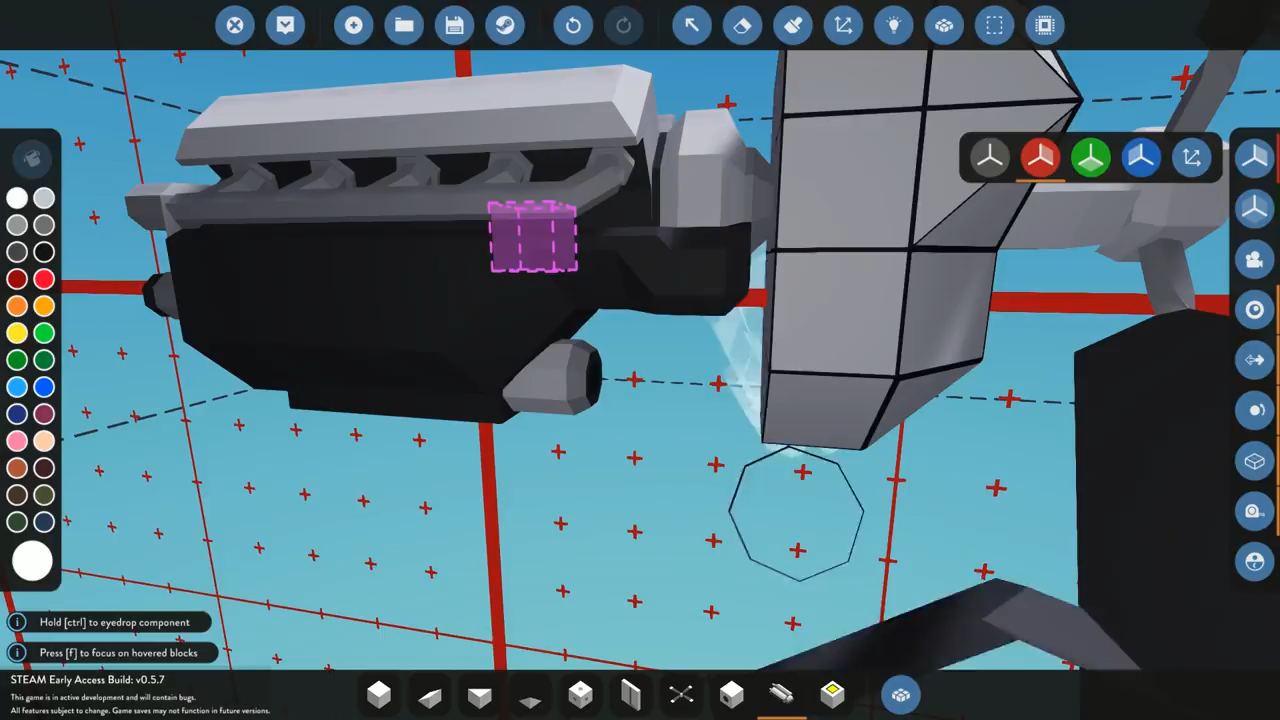 Hold [ctrl] to eyedrop component
Press [f] to focus on hovered blocks
STEAM Early Access Build: v0.5.7
This game is in active development and will contain bugs.
All features subject to change. Game saves may not function in future versions.